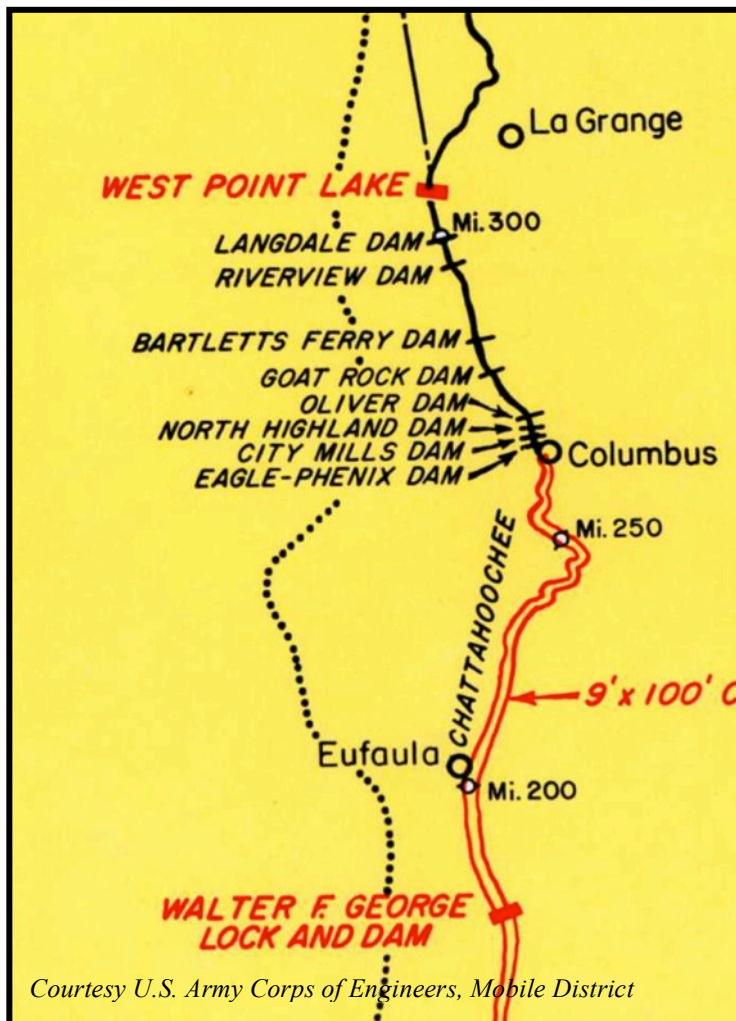 La Grange
WEST POINT LAKE
Mi. 300
LANGDALE DAM
RIVERVIEW DAM
BARTLETTS FERRY DAM
GOAT ROCK DAM
OLIVER DAM
NORTH HIGHLAND DAM
CITY MILLS DAM
Columbus
EAGLE-PHENIX DAM
Mi. 250
CHATTAHOOCHEE
9' x 100' C
Eufaula
Mi. 200
WALTER F. GEORGE
LOCK AND DAM
Courtesy U.S. Army Corps of Engineers, Mobile District